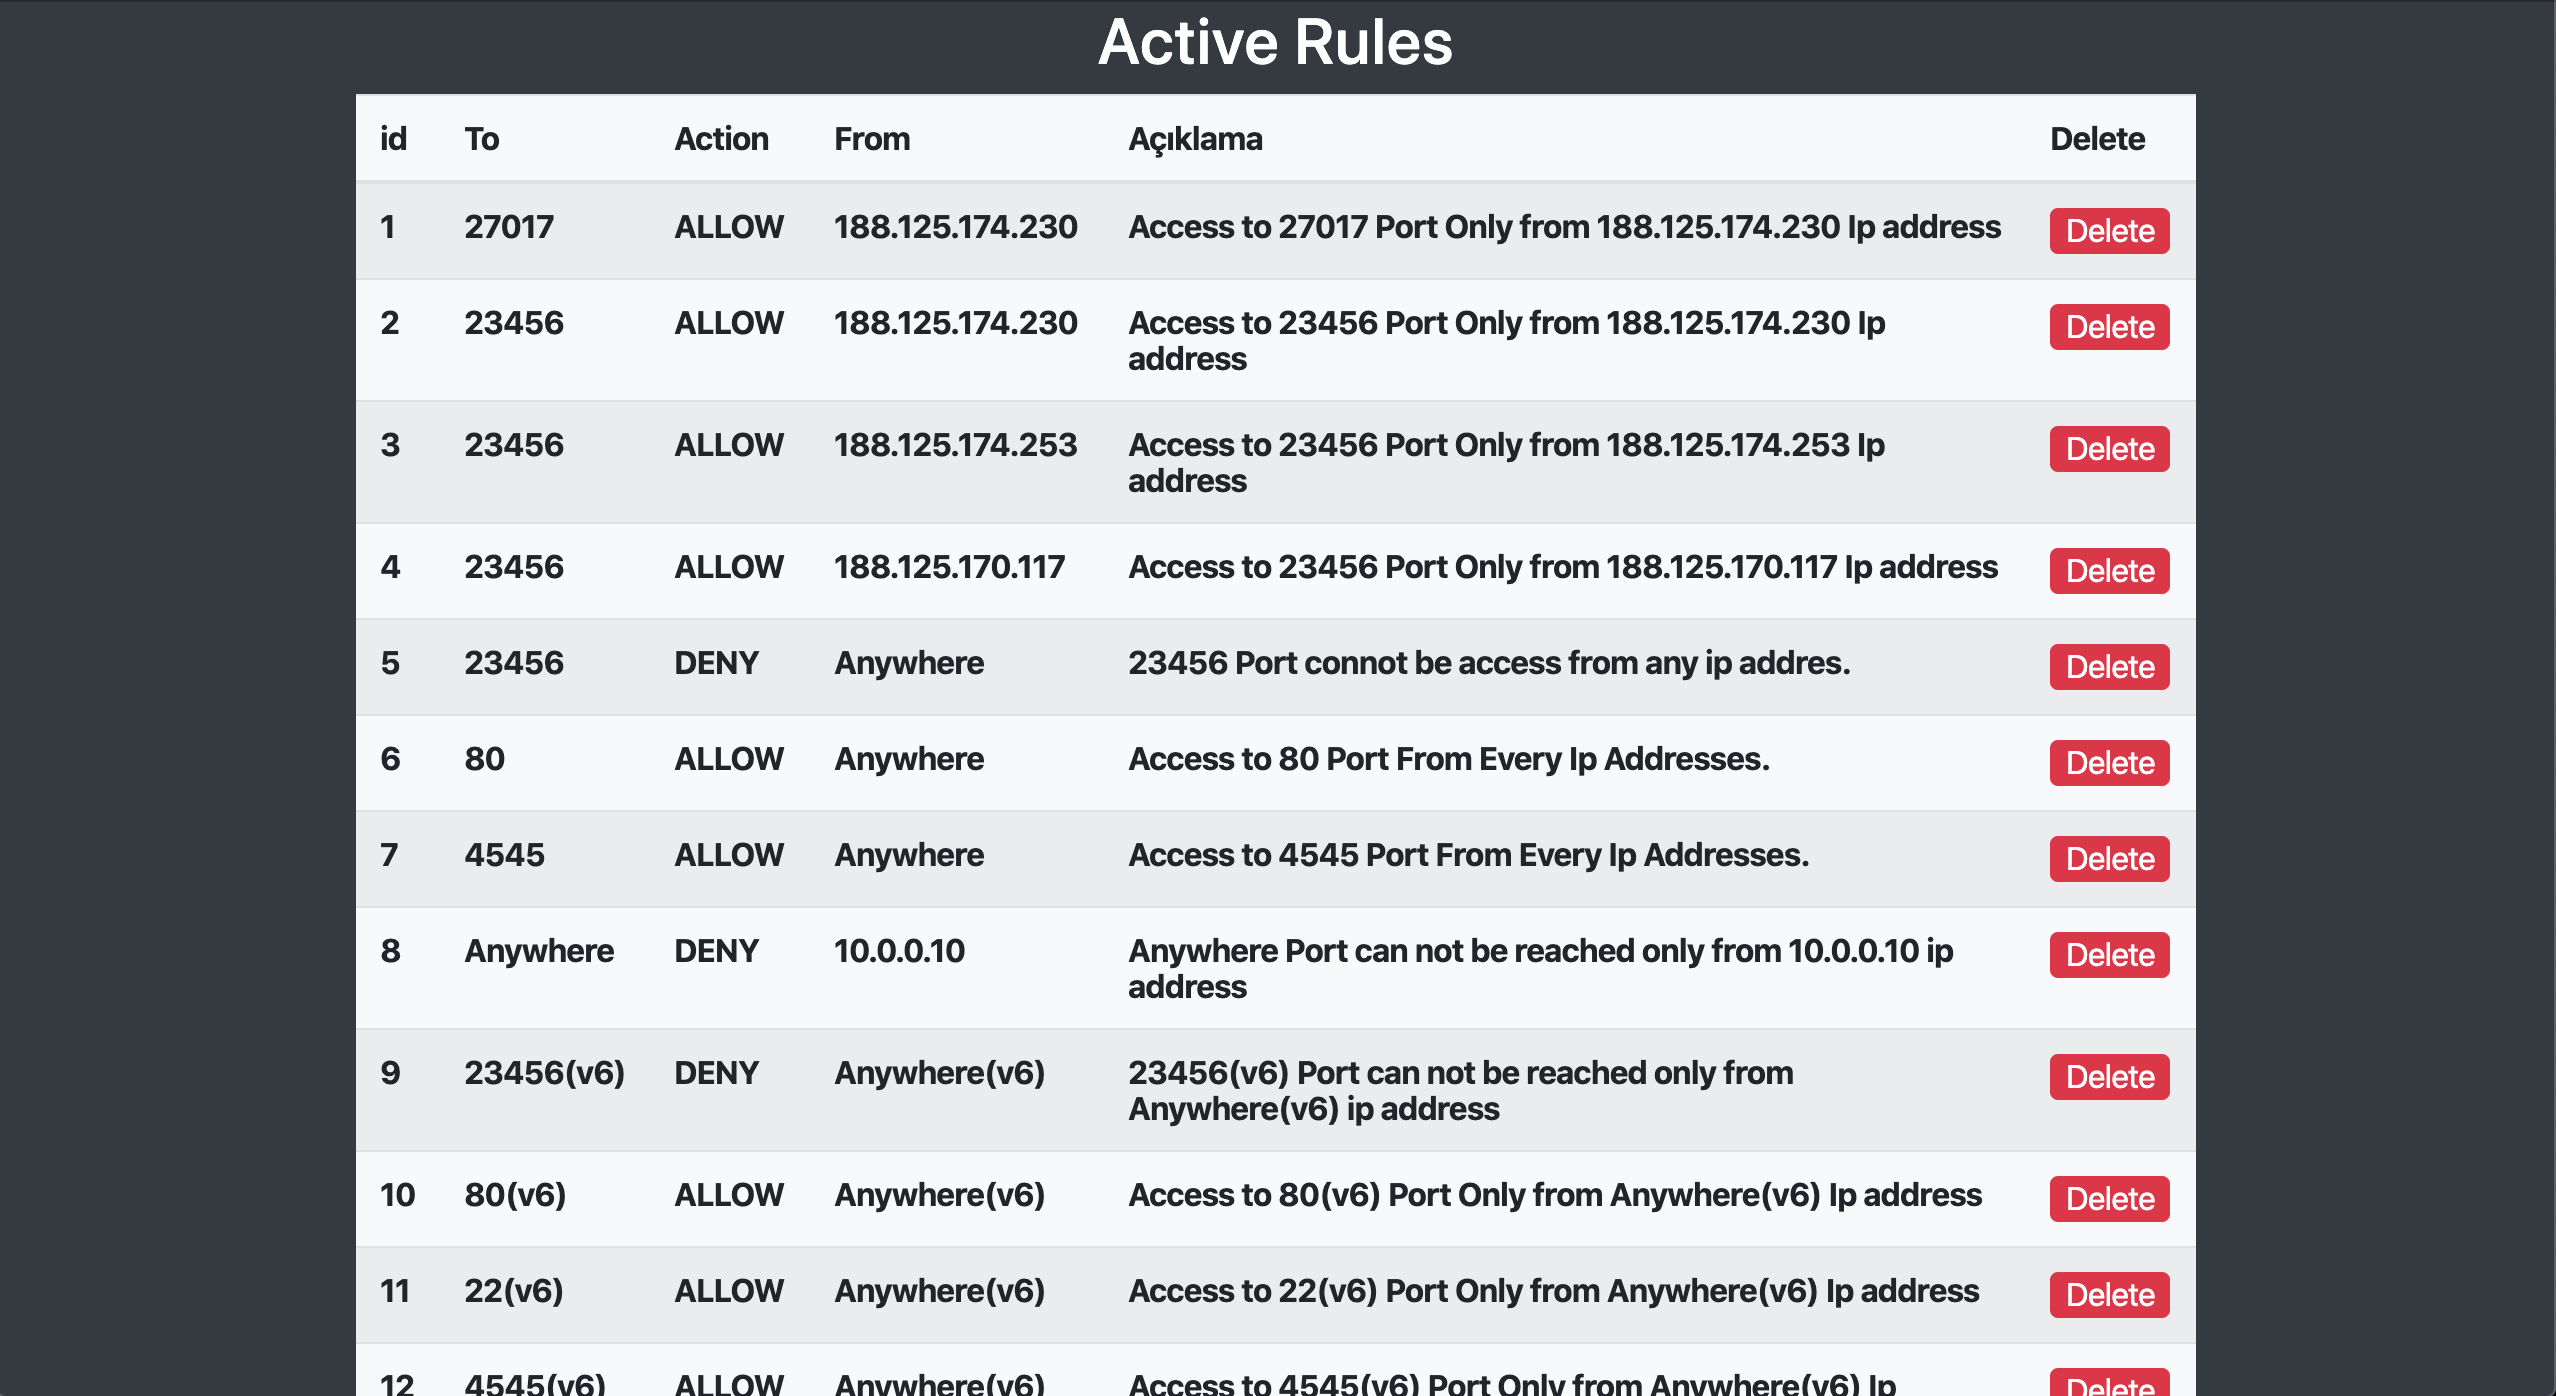 Active Rules
id To Action From Açıklama Delete
1 27017 ALLOW 188.125.174.230 Access to 27017 Port Only from 188.125.174.230 Ip address Delete
2 23456 ALLOW 188.125.174.230 Access to 23456 Port Only from 188.125.174.230 Ip Delete
address
3 23456 ALLOW 188.125.174.253 Access to 23456 Port Only from 188.125.174.253 Ip Delete
address
4 23456 ALLOW 188.125.170.117 Access to 23456 Port Only from 188.125.170.117 Ip address Delete
5 23456 DENY Anywhere 23456 Port connot be access from any ip addres. Delete
6 80 ALLOW Anywhere Access to 80 Port From Every Ip Addresses. Delete
7 4545 ALLOW Anywhere Access to 4545 Port From Every Ip Addresses. Delete
8 Anywhere DENY 10.0.0.10 Anywhere Port can not be reached only from 10.0.0.10 ip Delete
address
9 23456(v6) DENY Anywhere(v6) 23456(v6) Port can not be reached only from Delete
Anywhere(v6) ip address
10 80(v6) ALLOW Anywhere(v6) Access to 80(v6) Port Only from Anywhere(v6) Ip address Delete
11 22(v6) ALLOW Anywhere(v6) Access to 22(v6) Port Only from Anywhere(v6) Ip address Delete
12 4545(v6) ALLOW Anywhere(v6) Access to 4545(v6) Port Only from Anywhere(v6) Ip Delete